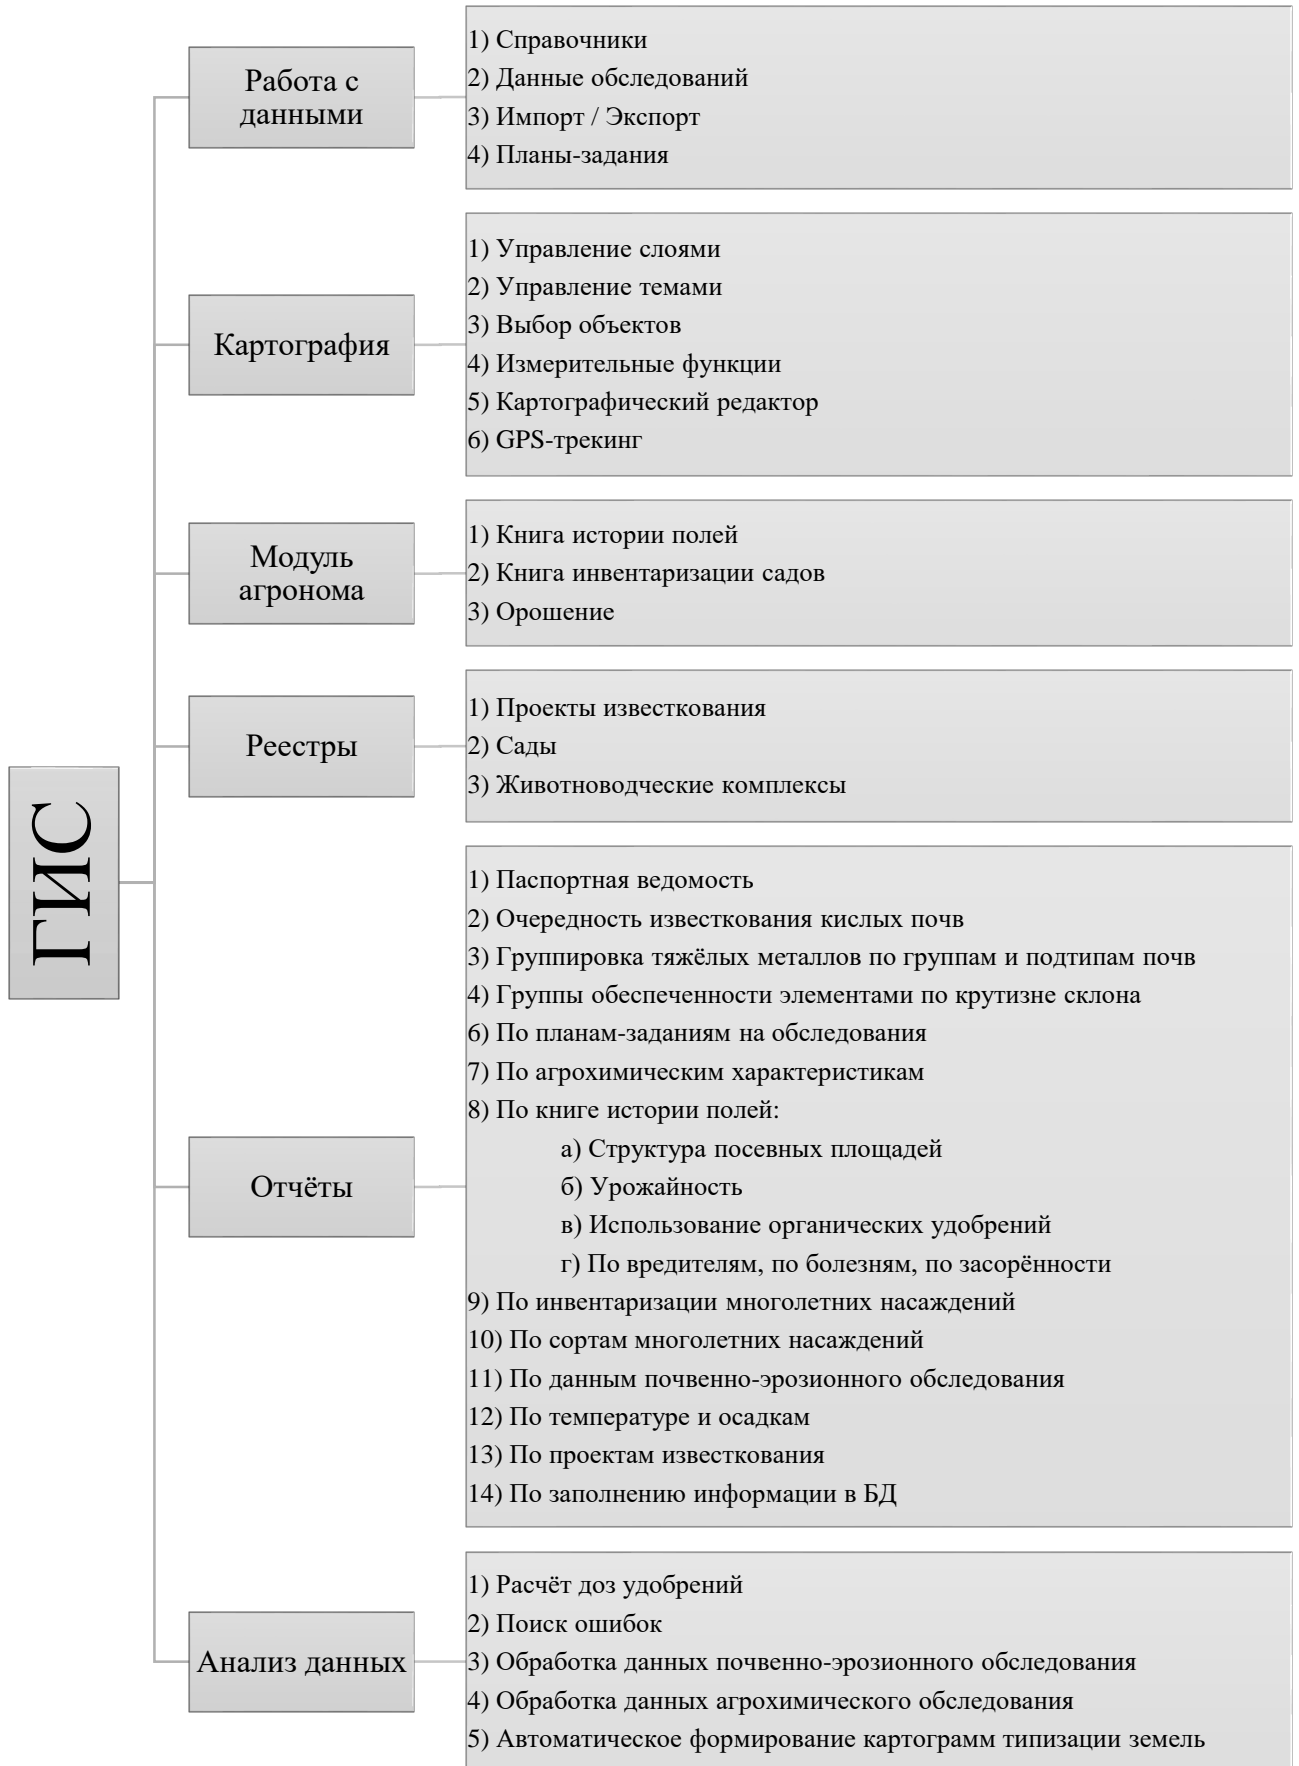 ГИС
Работа с
данными
1) Справочники
2) Данные обследований
3) Импорт / Экспорт
4) Планы-задания
Картография
1) Управление слоями
2) Управление темами
3) Выбор объектов
4) Измерительные функции
5) Картографический редактор
6) GPS-трекинг
Модуль
агронома
1) Книга истории полей
2) Книга инвентаризации садов
3) Орошение
Реестры
1) Проекты известкования
2) Сады
3) Животноводческие комплексы
Отчёты
1) Паспортная ведомость
2) Очередность известкования кислых почв
3) Группировка тяжёлых металлов по группам и подтипам почв
4) Группы обеспеченности элементами по крутизне склона
6) По планам-заданиям на обследования
7) По агрохимическим характеристикам
8) По книге истории полей:
а) Структура посевных площадей
б) Урожайность
в) Использование органических удобрений
г) По вредителям, по болезням, по засорённости
9) По инвентаризации многолетних насаждений
10) По сортам многолетних насаждений
11) По данным почвенно-эрозионного обследования
12) По температуре и осадкам
13) По проектам известкования
14) По заполнению информации в БД
Анализ данных
1) Расчёт доз удобрений
2) Поиск ошибок
3) Обработка данных почвенно-эрозионного обследования
4) Обработка данных агрохимического обследования
5) Автоматическое формирование картограмм типизации земель